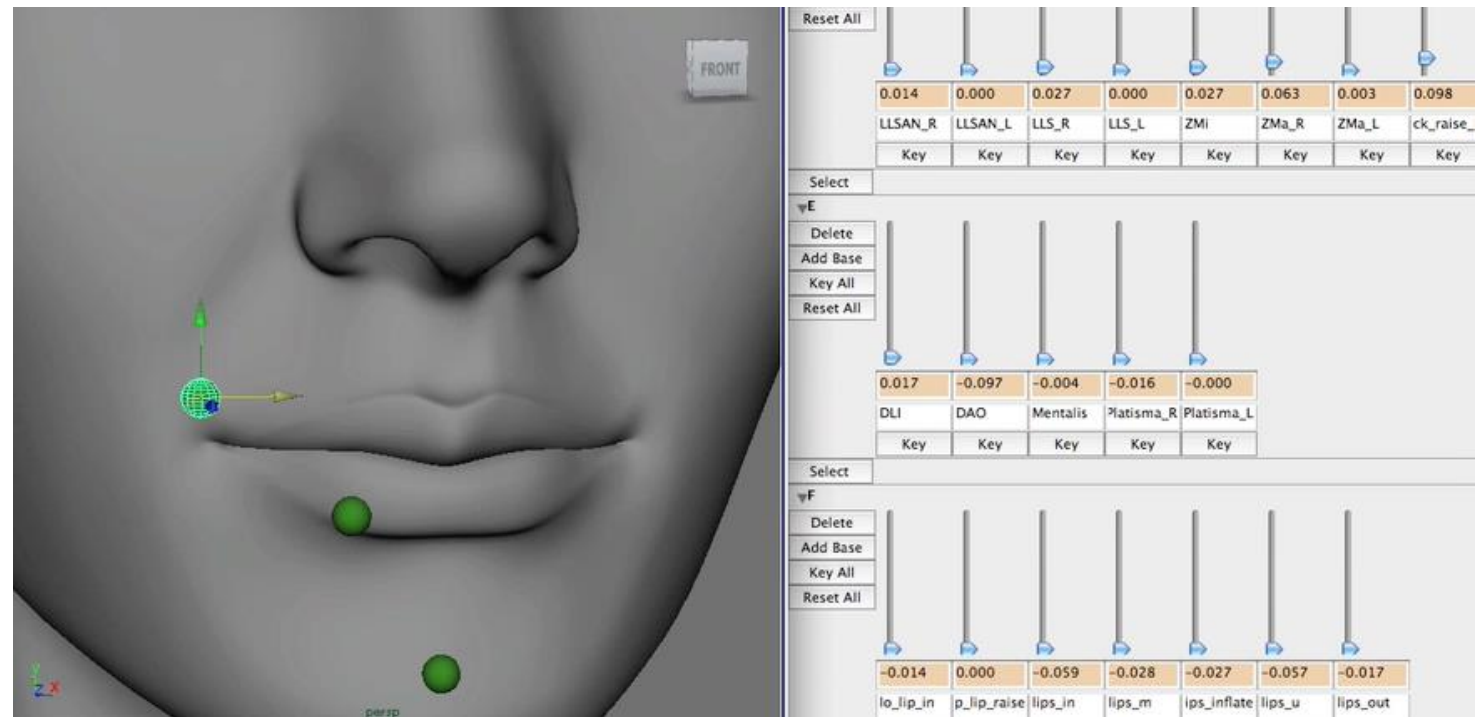 FRONT
Y
Z X
persp
Reset All
0.014 0.000 0.027 0.000 0.027 0.063 0.003 0.098
LLSAN_R LLSAN_L LLS_R LLS_L ZMi ZMa_R ZMa_L ck_raise_
Key Key Key Key Key Key Key Key
Select
E
Delete
Add Base
Key All
Reset All
0.017 -0.097 -0.004 -0.016 -0.000
DLI DAO Mentalis Platisma_R Platisma_L
Key Key Key Key Key
Select
F
Delete
Add Base
Key All
Reset All
-0.014 0.000 -0.059 -0.028 -0.027 -0.057 -0.017
lo_lip_in p_lip_raise lips_in lips_m ips_inflate lips_u lips_out